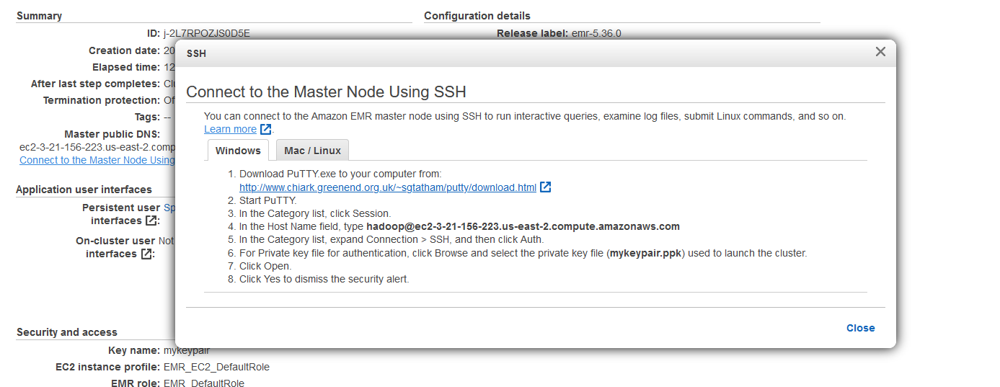 Summary
Configuration details
ID: j-2L7RPOZJS0D5E
Release label: emr-5.36.0
Creation date: 20
Elapsed time: 12
After last step completes:
Termination protection: Of
Tags: --
Master public DNS:
ec2-3-21-156-223.us-east-2.comp
Connect to the Master Node Using
Application user interfaces
Persistent user Sp
interfaces :
On-cluster user Not
interfaces :
Security and access
Key name: mykeypair
EC2 instance profile: EMR_EC2_DefaultRole
EMR role: EMR_DefaultRole
SSH
Connect to the Master Node Using SSH
You can connect to the Amazon EMR master node using SSH to run interactive queries, examine log files, submit Linux commands, and so on.
Learn more .
Windows
Mac / Linux
1. Download PuTTY.exe to your computer from:
http://www.chiark.greenend.org.uk/~sgtatham/putty/download.html
2. Start PuTTY.
3. In the Category list, click Session.
4. In the Host Name field, type hadoop@ec2-3-21-156-223.us-east-2.compute.amazonaws.com
5. In the Category list, expand Connection > SSH, and then click Auth.
6. For Private key file for authentication, click Browse and select the private key file (mykeypair.ppk) used to launch the cluster.
7. Click Open.
8. Click Yes to dismiss the security alert.
Close